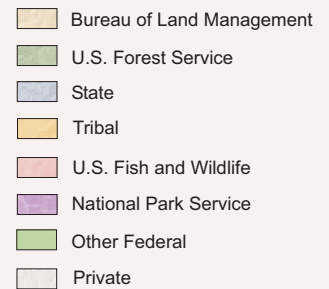 Bureau of Land Management
U.S. Forest Service
State
Tribal
U.S. Fish and Wildlife
National Park Service
Other Federal
Private